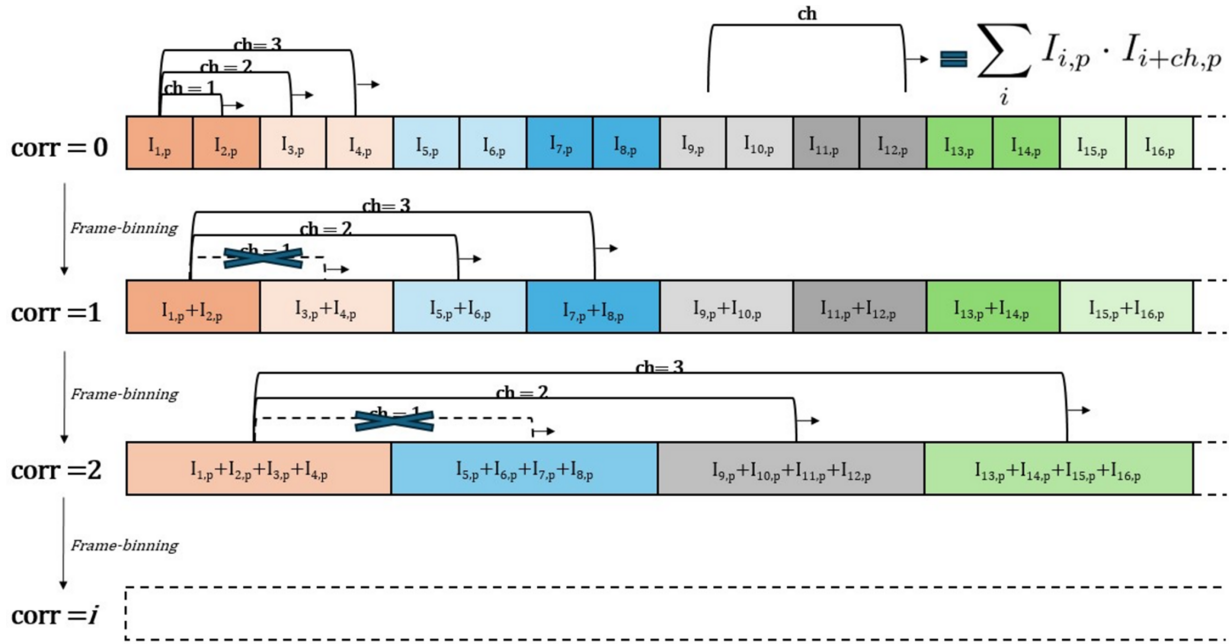 ch= 3
ch= 2
ch= 1
ch
≡ ∑ᵢ I_{i,p} · I_{i+ch,p}
corr = 0
I_{1,p} I_{2,p} I_{3,p} I_{4,p} I_{5,p} I_{6,p} I_{7,p} I_{8,p} I_{9,p} I_{10,p} I_{11,p} I_{12,p} I_{13,p} I_{14,p} I_{15,p} I_{16,p}
Frame-binning
ch= 3
ch = 2
ch = 1
corr =1
I_{1,p}+I_{2,p} I_{3,p}+I_{4,p} I_{5,p}+I_{6,p} I_{7,p}+I_{8,p} I_{9,p}+I_{10,p} I_{11,p}+I_{12,p} I_{13,p}+I_{14,p} I_{15,p}+I_{16,p}
Frame-binning
ch= 3
ch = 2
ch = 1
corr =2
I_{1,p}+I_{2,p}+I_{3,p}+I_{4,p} I_{5,p}+I_{6,p}+I_{7,p}+I_{8,p} I_{9,p}+I_{10,p}+I_{11,p}+I_{12,p} I_{13,p}+I_{14,p}+I_{15,p}+I_{16,p}
Frame-binning
corr =i